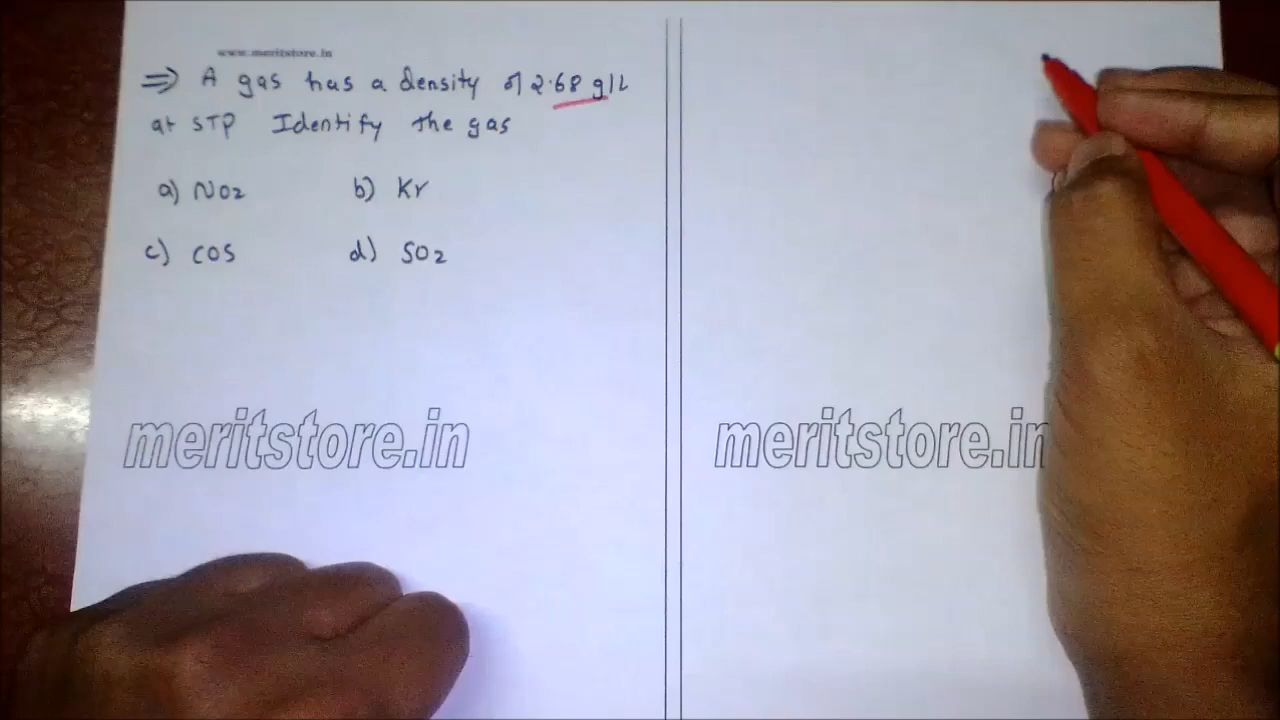 www.meritstore.in
⇒ A gas has a density of 2.68 g/L
at STP Identify the gas
a) NO2 b) Kr
c) COS d) SO2
meritstore.in meritstore.in